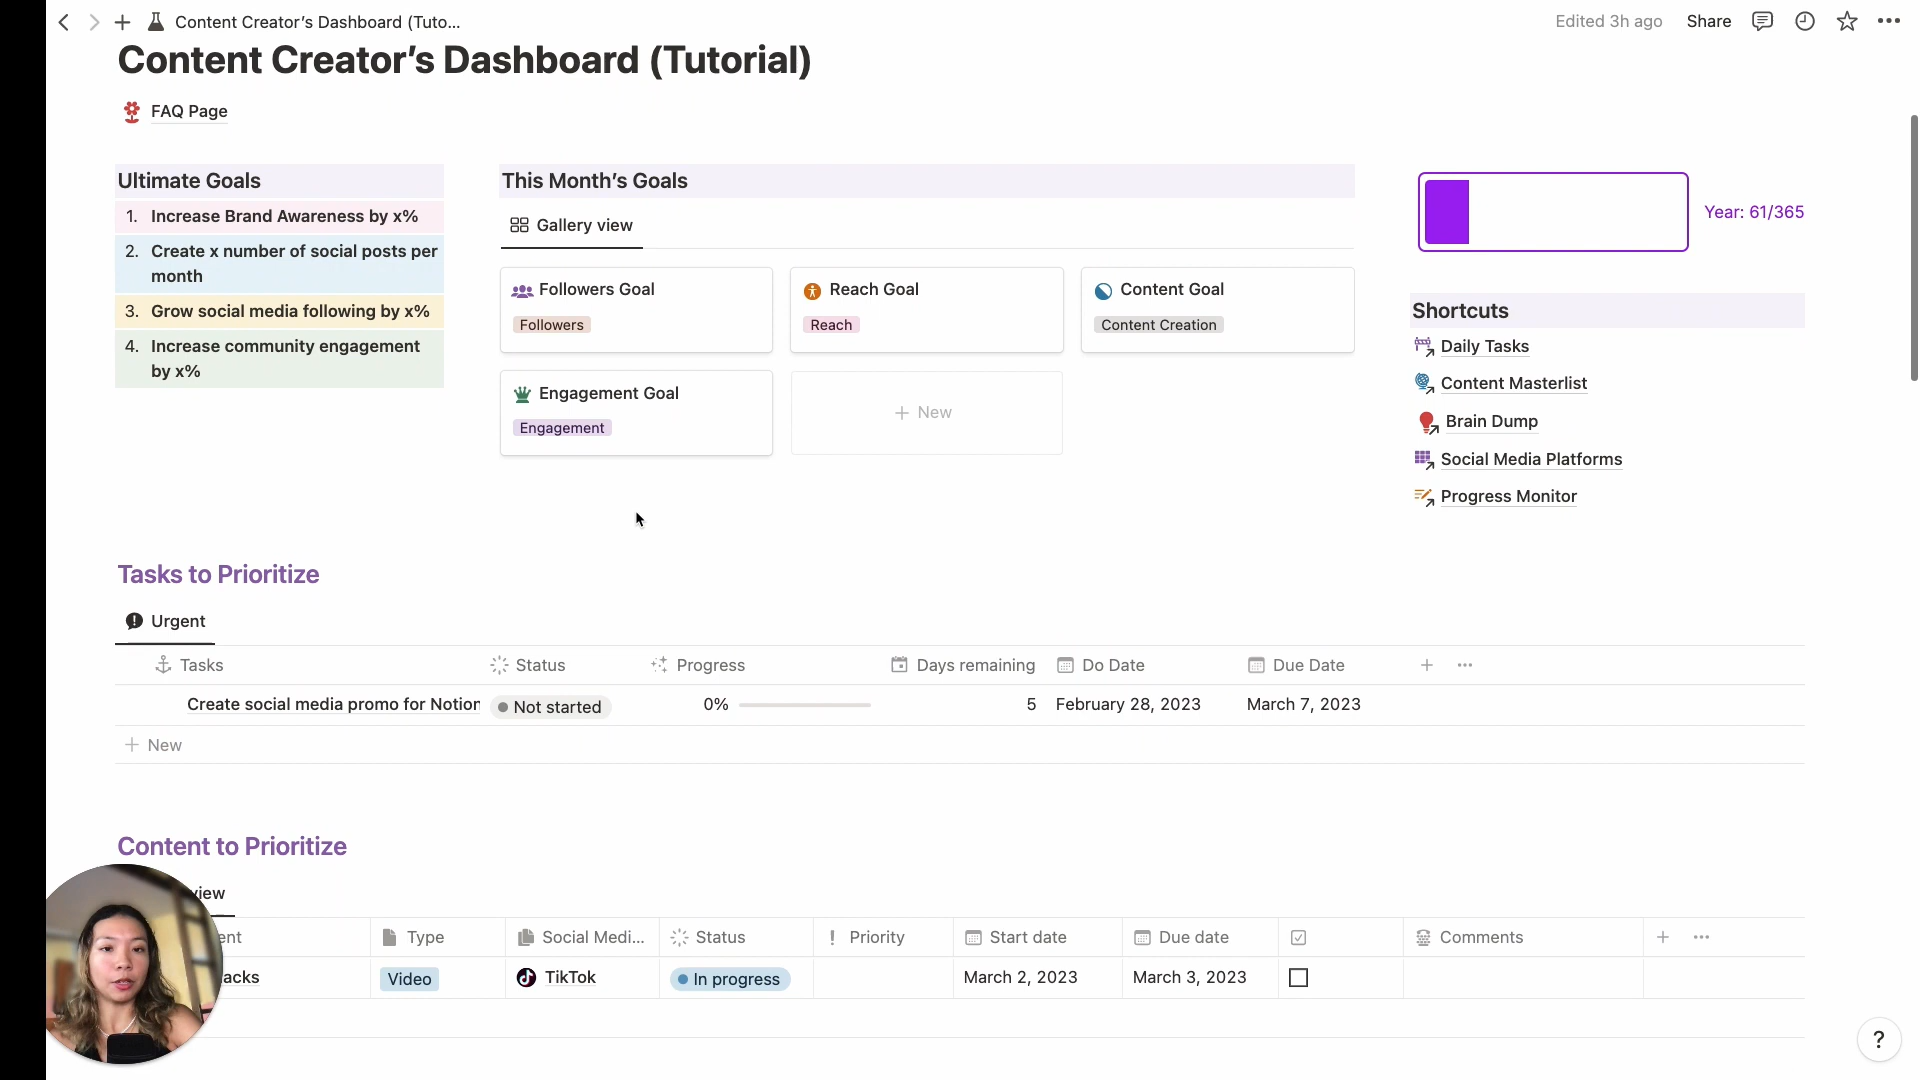 Content Creator’s Dashboard (Tuto...
Edited 3h ago
Share
Content Creator’s Dashboard (Tutorial)
FAQ Page
Ultimate Goals
1. Increase Brand Awareness by x%
2. Create x number of social posts per
month
3. Grow social media following by x%
4. Increase community engagement
by x%
This Month’s Goals
Gallery view
Followers Goal
Followers
Reach Goal
Reach
Content Goal
Content Creation
Engagement Goal
Engagement
+ New
Year: 61/365
Shortcuts
Daily Tasks
Content Masterlist
Brain Dump
Social Media Platforms
Progress Monitor
Tasks to Prioritize
Urgent
Tasks Status Progress Days remaining Do Date Due Date
Create social media promo for Notion Not started 0% 5 February 28, 2023 March 7, 2023
+ New
Content to Prioritize
view
ent Type Social Medi... Status Priority Start date Due date Comments
acks Video TikTok In progress March 2, 2023 March 3, 2023
?